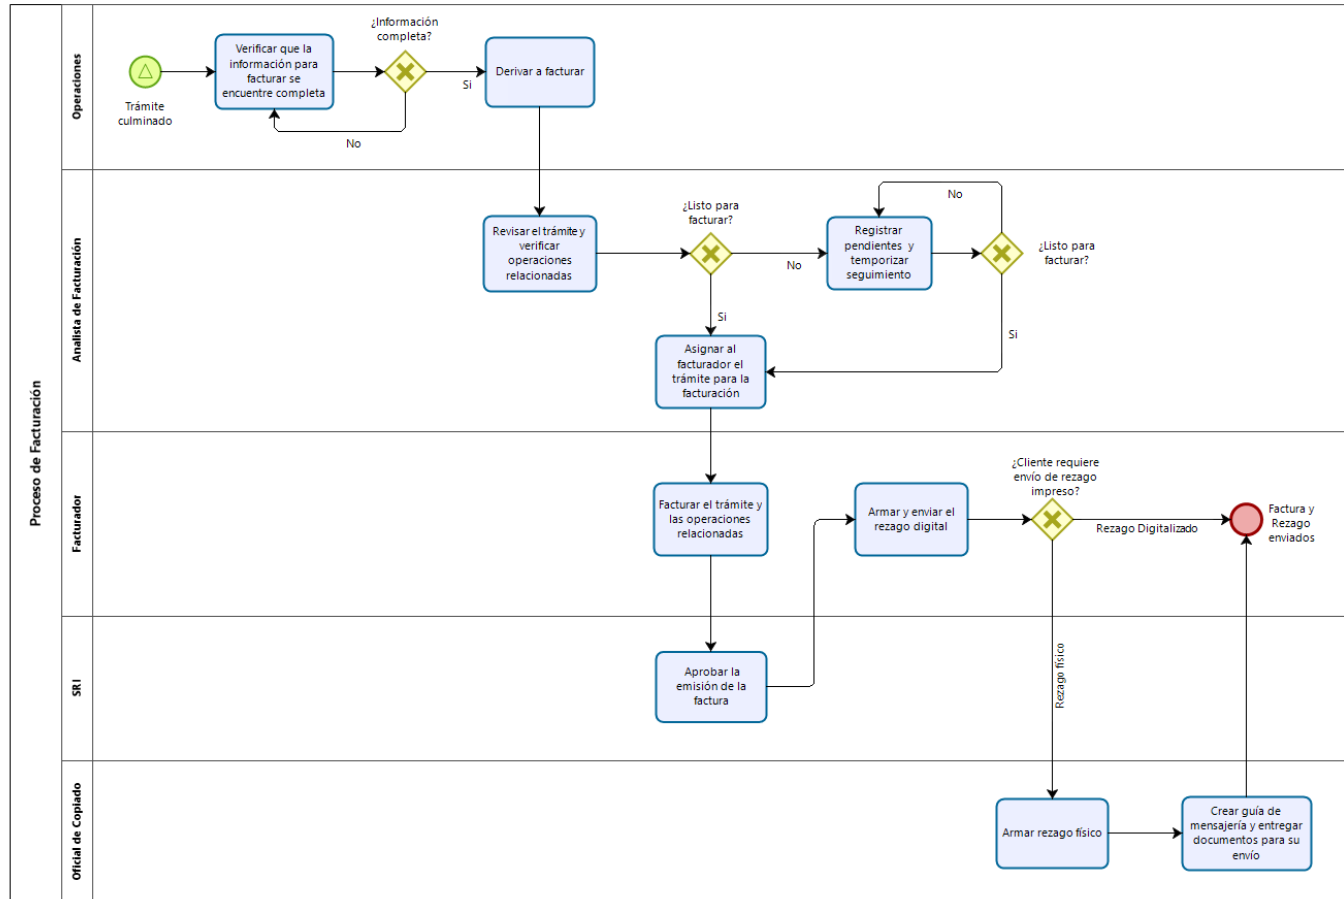 Proceso de Facturación
Operaciones
Trámite
culminado
Verificar que la
información para
facturar se
encuentre completa
¿Información
completa?
Si
No
Derivar a facturar
Analista de Facturación
Revisar el trámite y
verificar
operaciones
relacionadas
¿Listo para
facturar?
No
Si
Registrar
pendientes y
temporizar
seguimiento
No
¿Listo para
facturar?
Si
Asignar al
facturador el
trámite para la
facturación
Facturador
Facturar el trámite y
las operaciones
relacionadas
Armar y enviar el
rezago digital
¿Cliente requiere
envío de rezago
impreso?
Rezago Digitalizado
Factura y
Rezago
enviados
Rezago físico
SRI
Aprobar la
emisión de la
factura
Oficial de Copiado
Armar rezago físico
Crear guía de
mensajería y entregar
documentos para su
envío